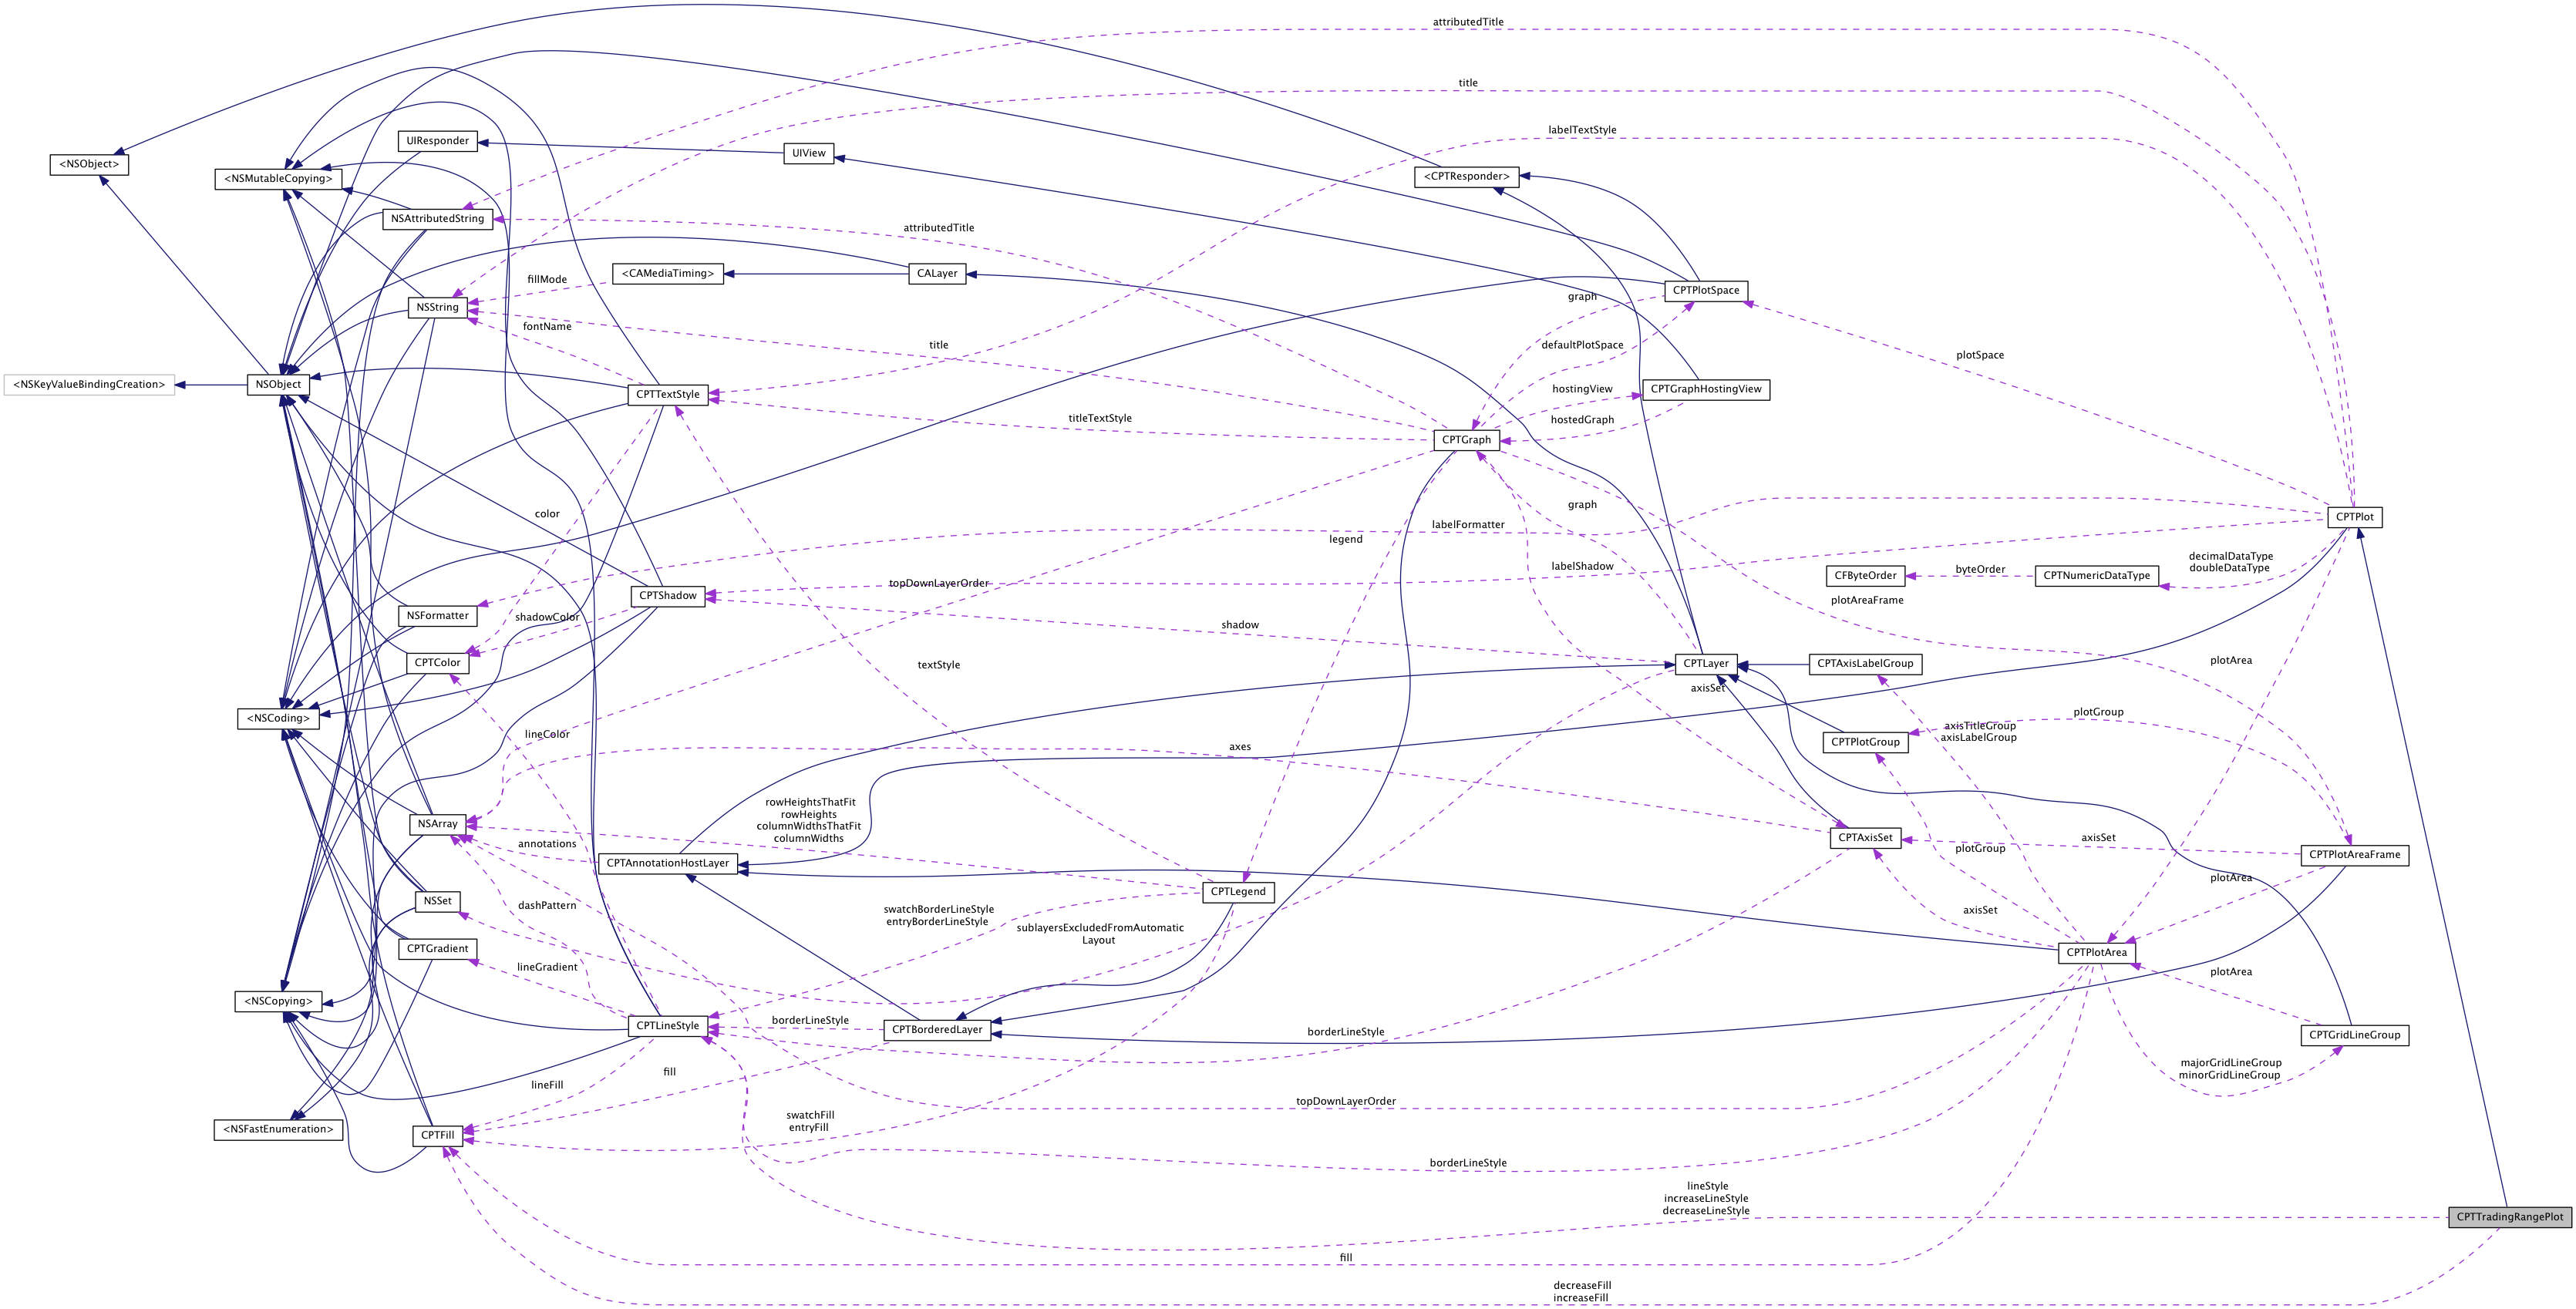 attributedTitle
title
labelTextStyle
UIResponder
UIView
<NSObject>
<NSMutableCopying>
<CPTResponder>
NSAttributedString
attributedTitle
<CAMediaTiming>
CALayer
fillMode
CPTPlotSpace
graph
NSString
fontName
title
defaultPlotSpace
plotSpace
<NSKeyValueBindingCreation>
NSObject
CPTTextStyle
hostingView
CPTGraphHostingView
titleTextStyle
hostedGraph
CPTGraph
color
graph
CPTPlot
labelFormatter
legend
decimalDataType
doubleDataType
labelShadow
byteOrder
CFByteOrder
CPTNumericDataType
topDownLayerOrder
CPTShadow
plotAreaFrame
NSFormatter
shadowColor
shadow
CPTColor
textStyle
CPTLayer
CPTAxisLabelGroup
plotArea
axisSet
<NSCoding>
plotGroup
lineColor
axisTitleGroup
axisLabelGroup
CPTPlotGroup
axes
rowHeightsThatFit
rowHeights
columnWidthsThatFit
columnWidths
NSArray
annotations
CPTAnnotationHostLayer
CPTAxisSet
axisSet
plotGroup
CPTPlotAreaFrame
plotArea
CPTLegend
NSSet
dashPattern
swatchBorderLineStyle
entryBorderLineStyle
axisSet
sublayersExcludedFromAutomatic
Layout
CPTGradient
lineGradient
CPTPlotArea
plotArea
<NSCopying>
CPTLineStyle
borderLineStyle
CPTBorderedLayer
borderLineStyle
CPTGridLineGroup
fill
lineFill
majorGridLineGroup
minorGridLineGroup
topDownLayerOrder
swatchFill
entryFill
<NSFastEnumeration>
CPTFill
borderLineStyle
lineStyle
increaseLineStyle
decreaseLineStyle
CPTTradingRangePlot
fill
decreaseFill
increaseFill